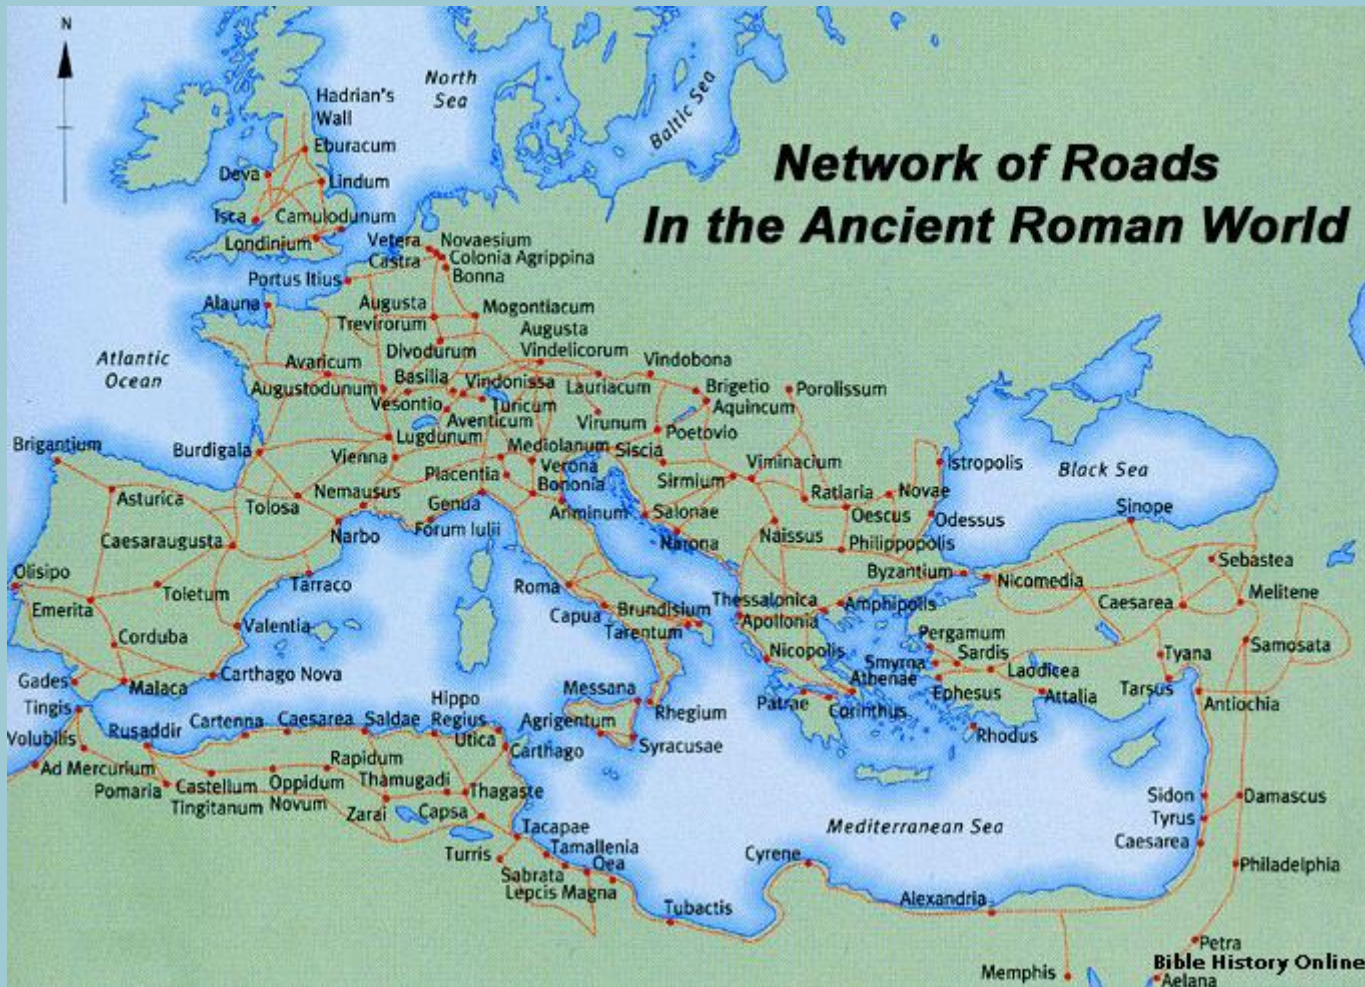 N
North
Sea
Baltic Sea
Network of Roads
In the Ancient Roman World
Hadrian's
Wall
Eburacum
Deva
Lindum
Isca
Camulodunum
Londinium
Vetera
Castra
Novaesium
Colonia Agrippina
Bonna
Portus Itius
Alauna
Augusta
Trevirorum
Mogontiacum
Augusta
Vindelicorum
Divodurum
Vindobona
Atlantic
Ocean
Avaricum
Augustodunum
Basilia
Vindonissa
Lauriacum
Brigetio
Porolissum
Vesontio
Turicum
Aquincum
Aventicum
Virunum
Lugdunum
Mediolanum
Siscia
Poetovio
Brigantium
Burdigala
Vienna
Placentia
Verona
Bononia
Sirmium
Viminacium
Istropolis
Black Sea
Asturica
Tolosa
Nemausus
Genua
Ariminum
Salonae
Ratiaria
Novae
Oescus
Odessus
Sinope
Narbo
Forum Iulii
Narona
Naissus
Caesaraugusta
Philippopolis
Sebastea
Olisipo
Tarraco
Roma
Byzantium
Nicomedia
Toletum
Emerita
Capua
Brundisium
Thessalonica
Amphipolis
Caesarea
Melitene
Corduba
Valentia
Tarentum
Apollonia
Pergamum
Samosata
Nicopolis
Smyrna
Sardis
Laodicea
Tyana
Gades
Malaca
Carthago Nova
Athenae
Ephesus
Attalia
Tarsus
Antiochia
Tingis
Hippo
Regius
Messana
Rhegium
Patrae
Corinthus
Rusaddir
Cartenna
Caesarea
Saldae
Utica
Agrigentum
Syracusae
Rhodus
Volubilis
Carthago
Ad Mercurium
Rapidum
Pomaria
Castellum
Tingitanum
Oppidum
Novum
Thamugadi
Thagaste
Zarai
Capsa
Sidon
Damascus
Tyrus
Tacapae
Mediterranean Sea
Caesarea
Turris
Tamallenia
Oea
Cyrene
Philadelphia
Sabrata
Lepcis Magna
Alexandria
Tubactis
Petra
Bible History Online
Memphis
Aelana